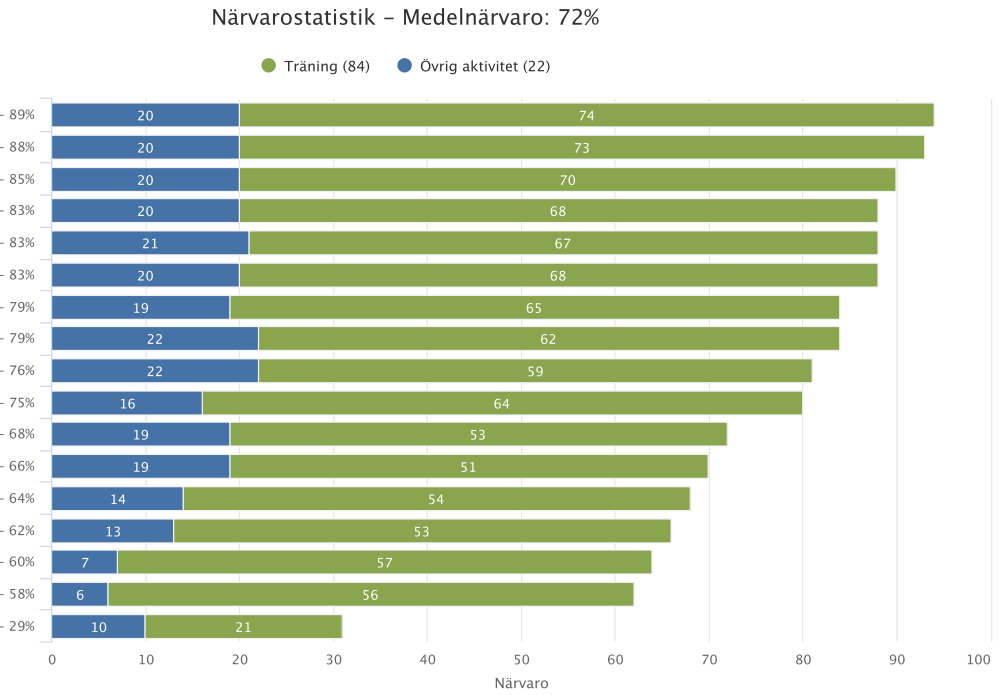 Närvarostatistik - Medelnärvaro: 72%
Träning (84) Övrig aktivitet (22)
- 89% 20 74
- 88% 20 73
- 85% 20 70
- 83% 20 68
- 83% 21 67
- 83% 20 68
- 79% 19 65
- 79% 22 62
- 76% 22 59
- 75% 16 64
- 68% 19 53
- 66% 19 51
- 64% 14 54
- 62% 13 53
- 60% 7 57
- 58% 6 56
- 29% 10 21
0 10 20 30 40 50 60 70 80 90 100
Närvaro